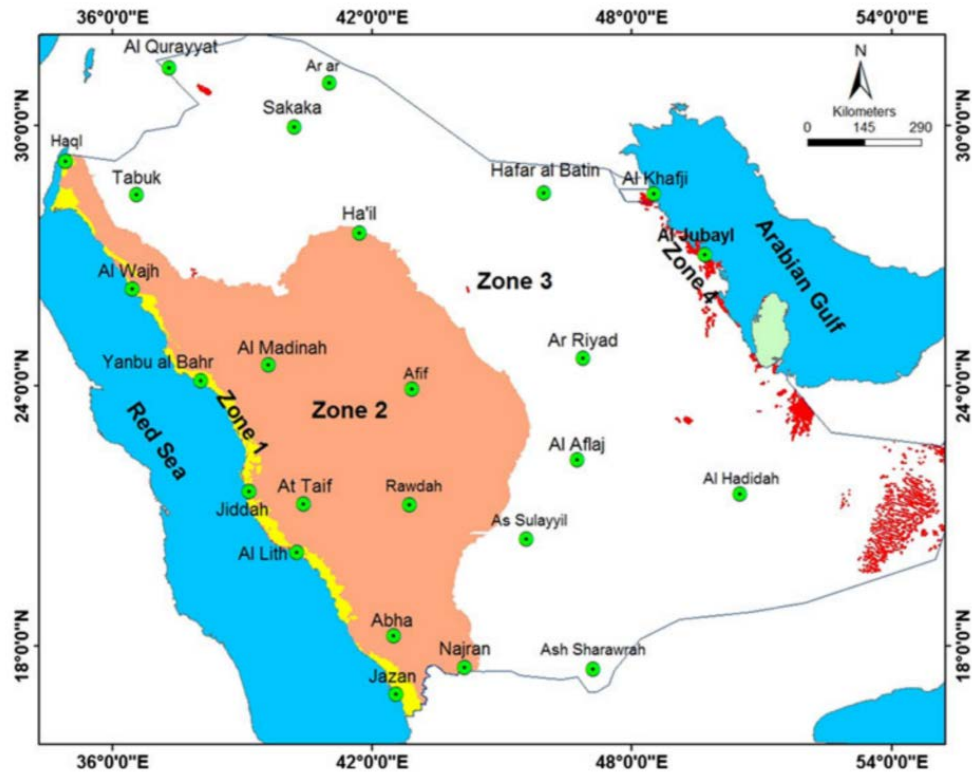 36°0'0"E
42°0'0"E
48°0'0"E
54°0'0"E
Al Qurayyat
Ar ar
N
Kilometers
0 145 290
Sakaka
30°0'0"N
30°0'0"N
Haql
Tabuk
Hafar al Batin
Al Khafji
Ha'il
Al Jubayl
Arabian Gulf
Zone 4
Zone 3
Al Wajh
Ar Riyad
Al Madinah
Yanbu al Bahr
Afif
24°0'0"N
24°0'0"N
Zone 2
Zone 1
Red Sea
Al Aflaj
Al Hadidah
At Taif
Rawdah
Jiddah
As Sulayyil
Al Lith
Abha
18°0'0"N
18°0'0"N
Najran
Ash Sharawrah
Jazan
36°0'0"E
42°0'0"E
48°0'0"E
54°0'0"E